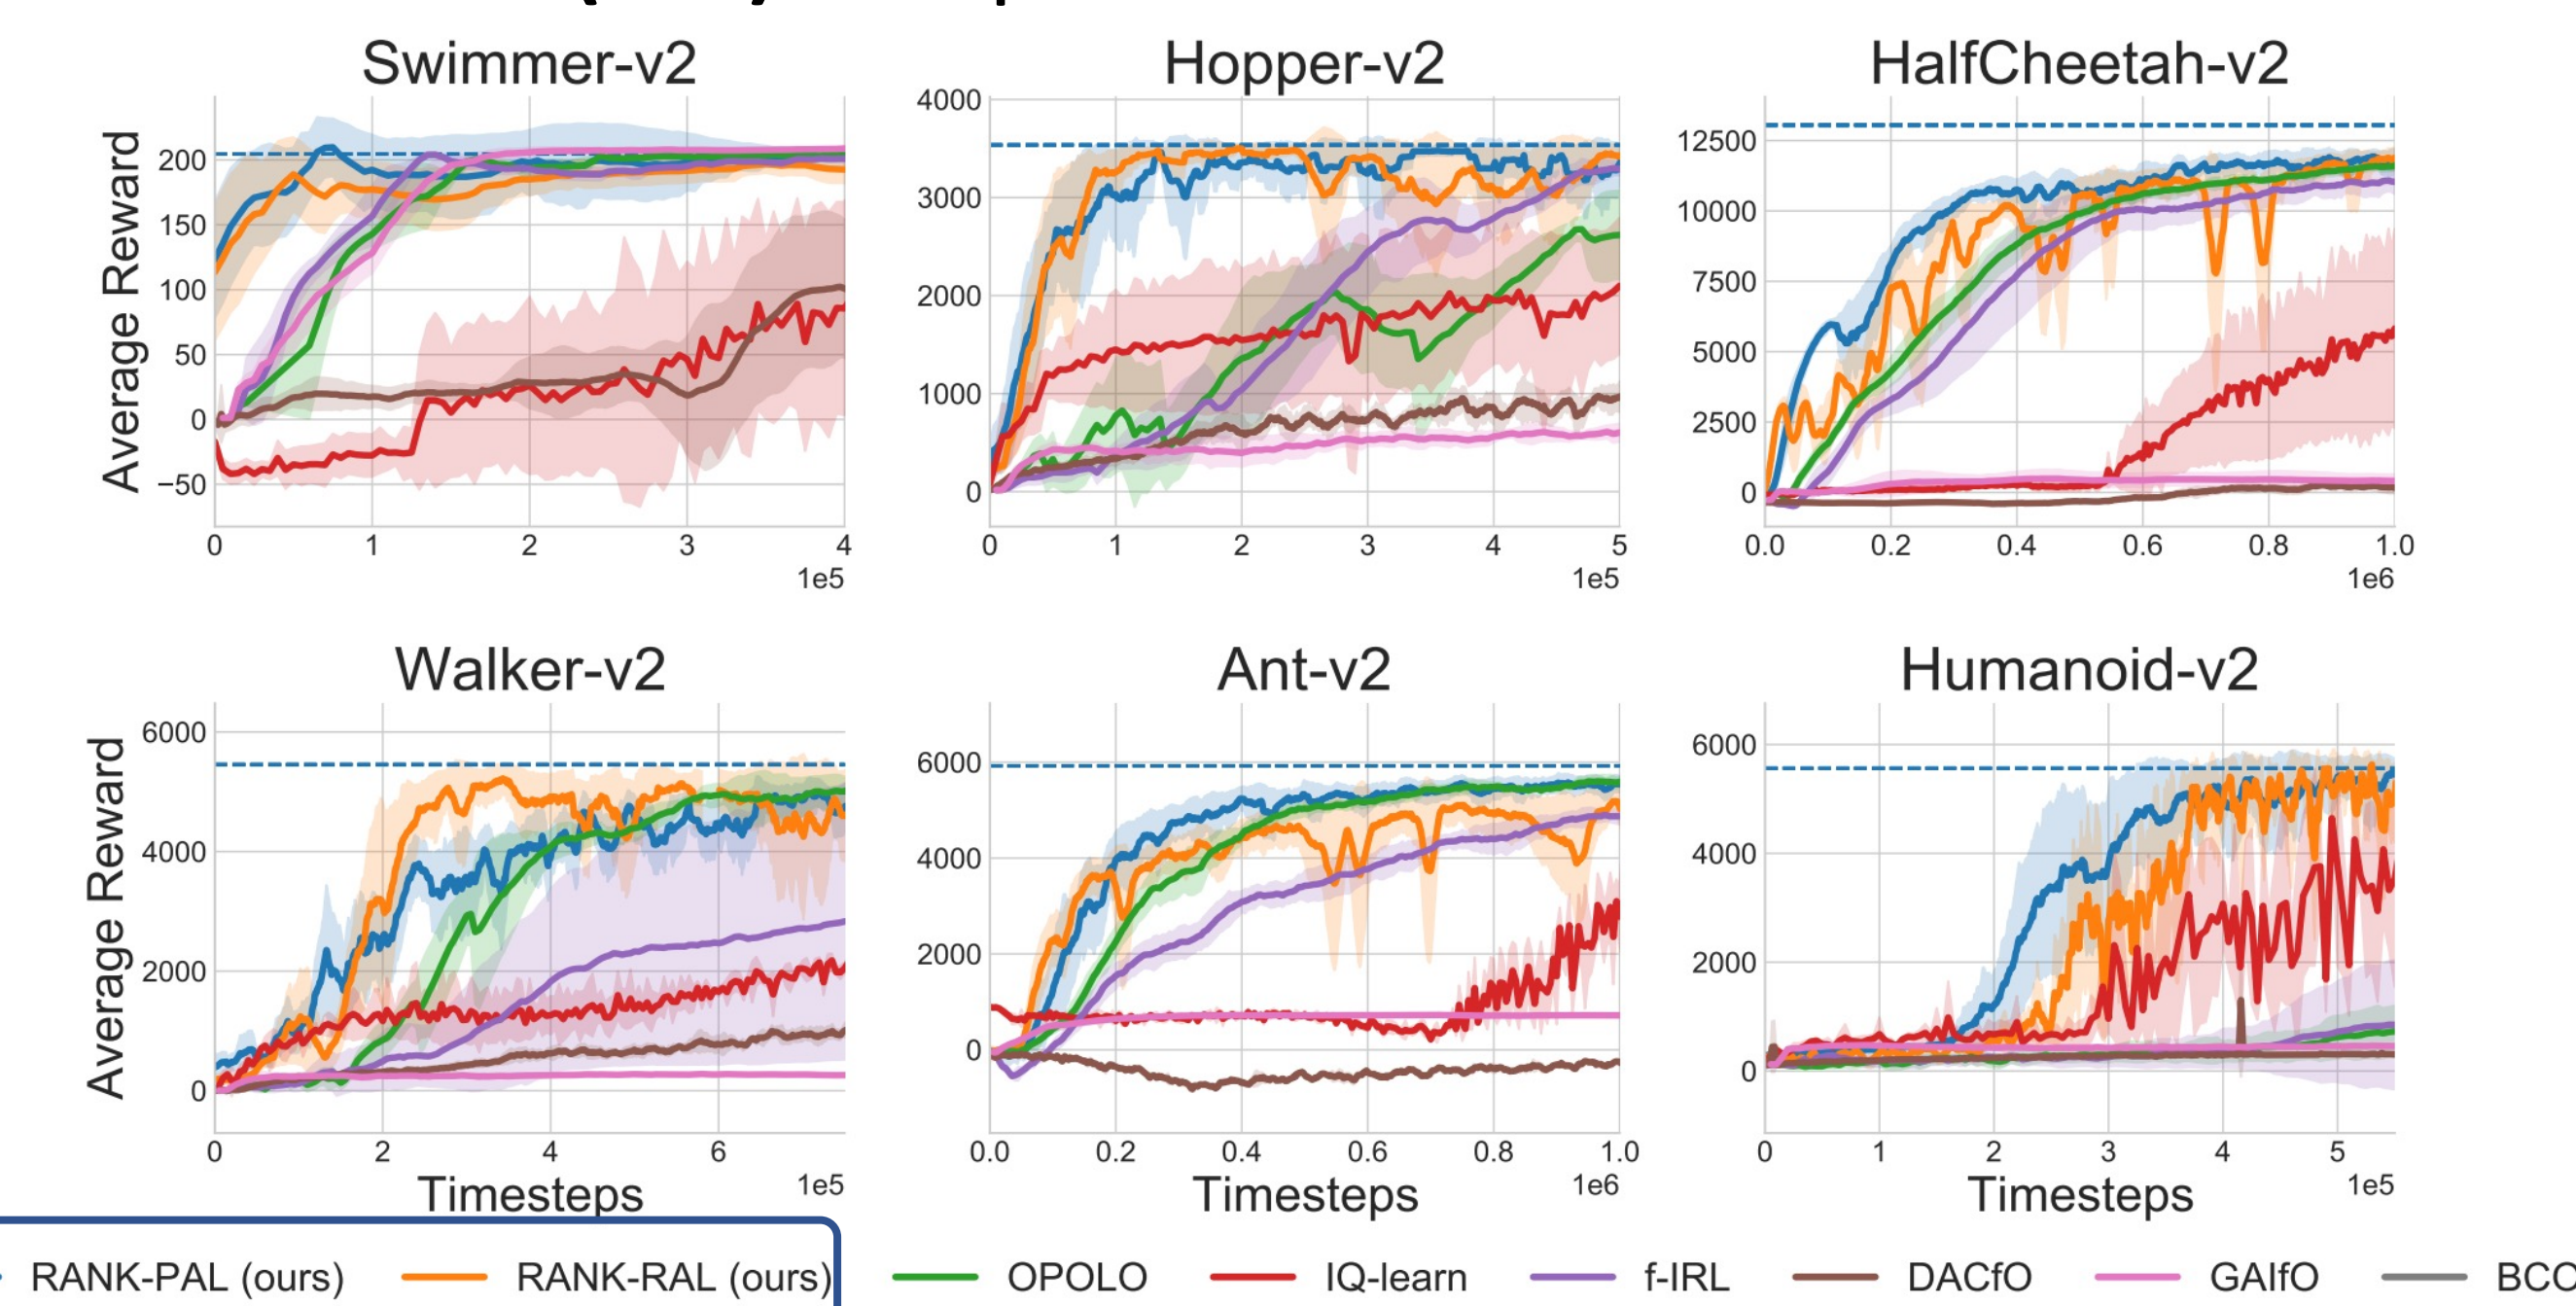 Swimmer-v2 Hopper-v2 HalfCheetah-v2
Average Reward
200
150
100
50
0
−50
0 1 2 3 4
1e5
4000
3000
2000
1000
0
0 1 2 3 4 5
1e5
12500
10000
7500
5000
2500
0
0.0 0.2 0.4 0.6 0.8 1.0
1e6
Walker-v2 Ant-v2 Humanoid-v2
Average Reward
6000
4000
2000
0
0 2 4 6
1e5
Timesteps
6000
4000
2000
0
0.0 0.2 0.4 0.6 0.8 1.0
1e6
Timesteps
6000
4000
2000
0
0 1 2 3 4 5
1e5
Timesteps
RANK-PAL (ours) RANK-RAL (ours) OPOLO IQ-learn f-IRL DACfO GAIfO